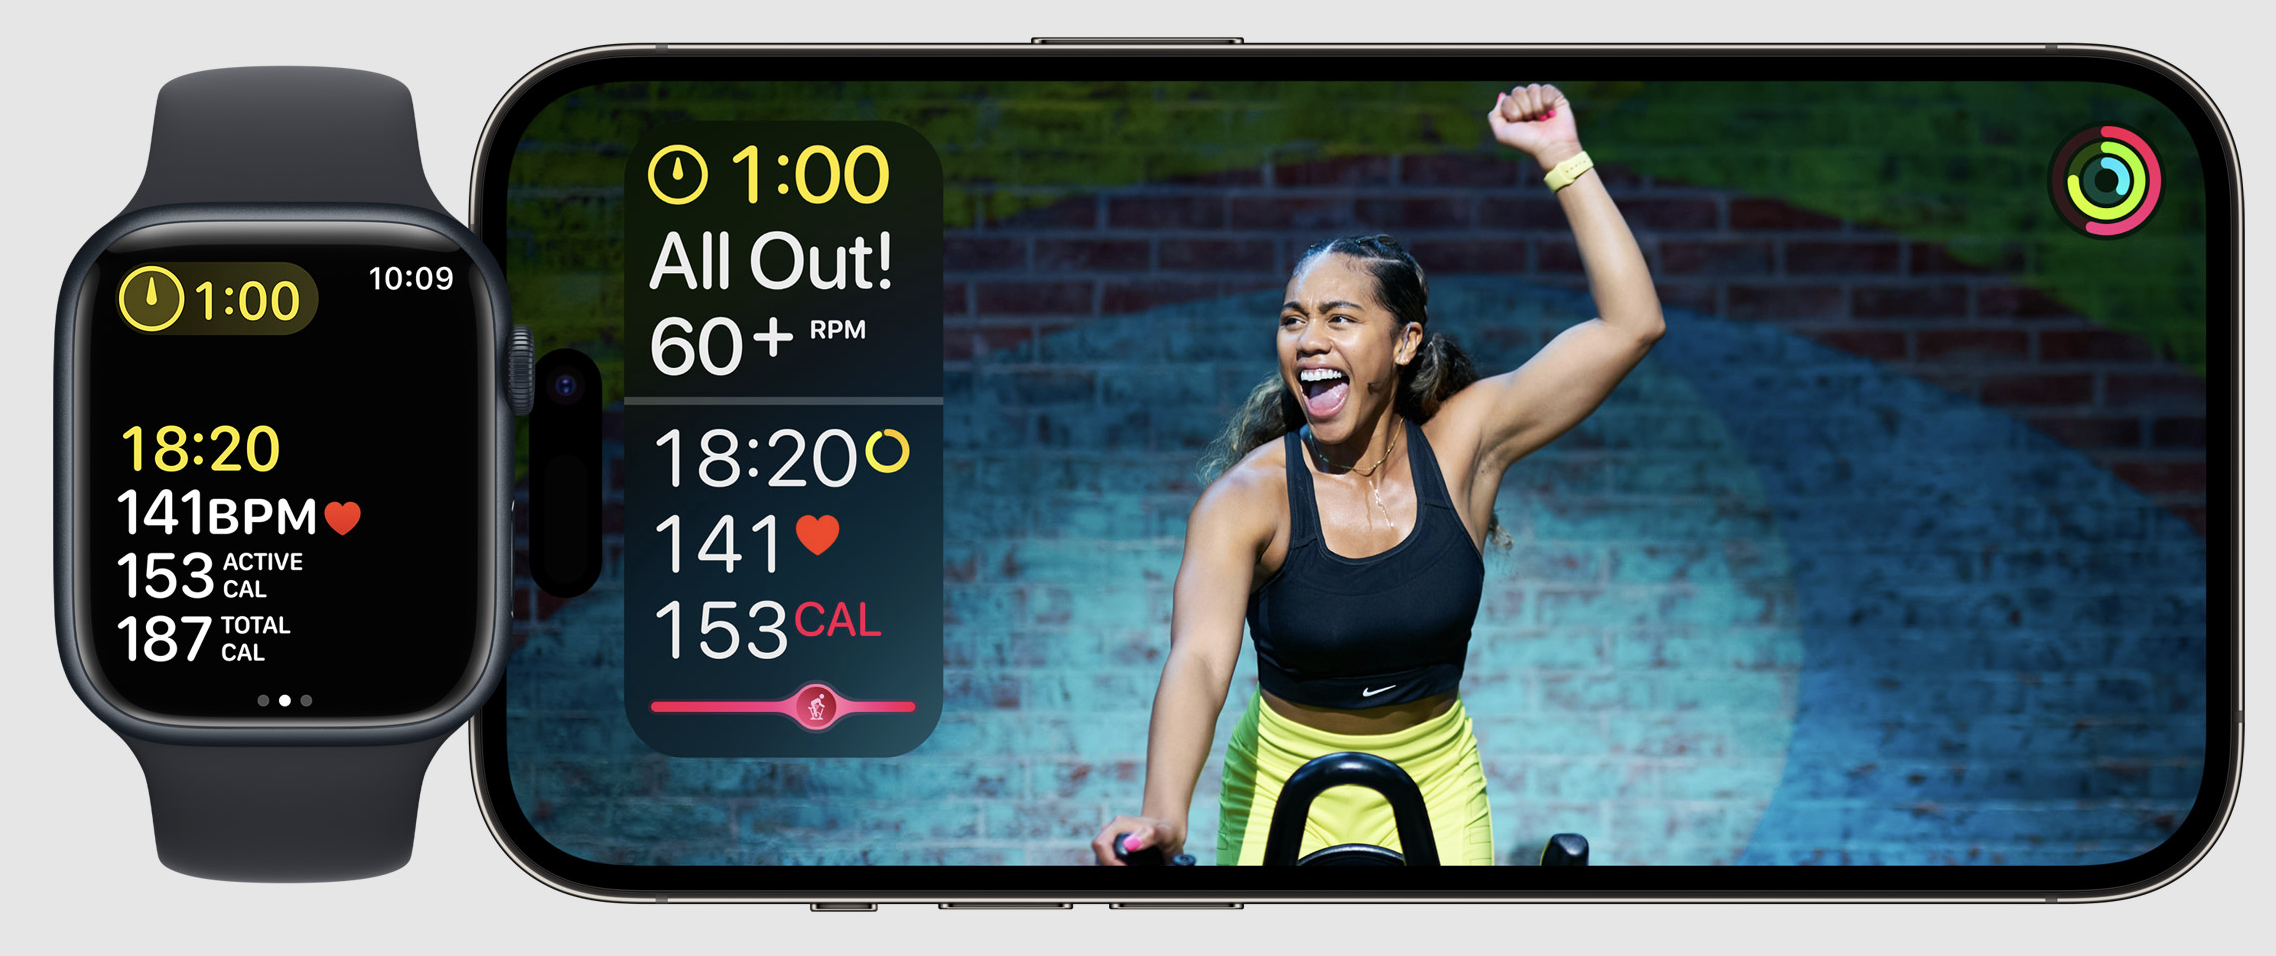 1:00
10:09
18:20
141BPM
153 ACTIVE CAL
187 TOTAL CAL
1:00
All Out!
60+ RPM
18:20
141
153CAL